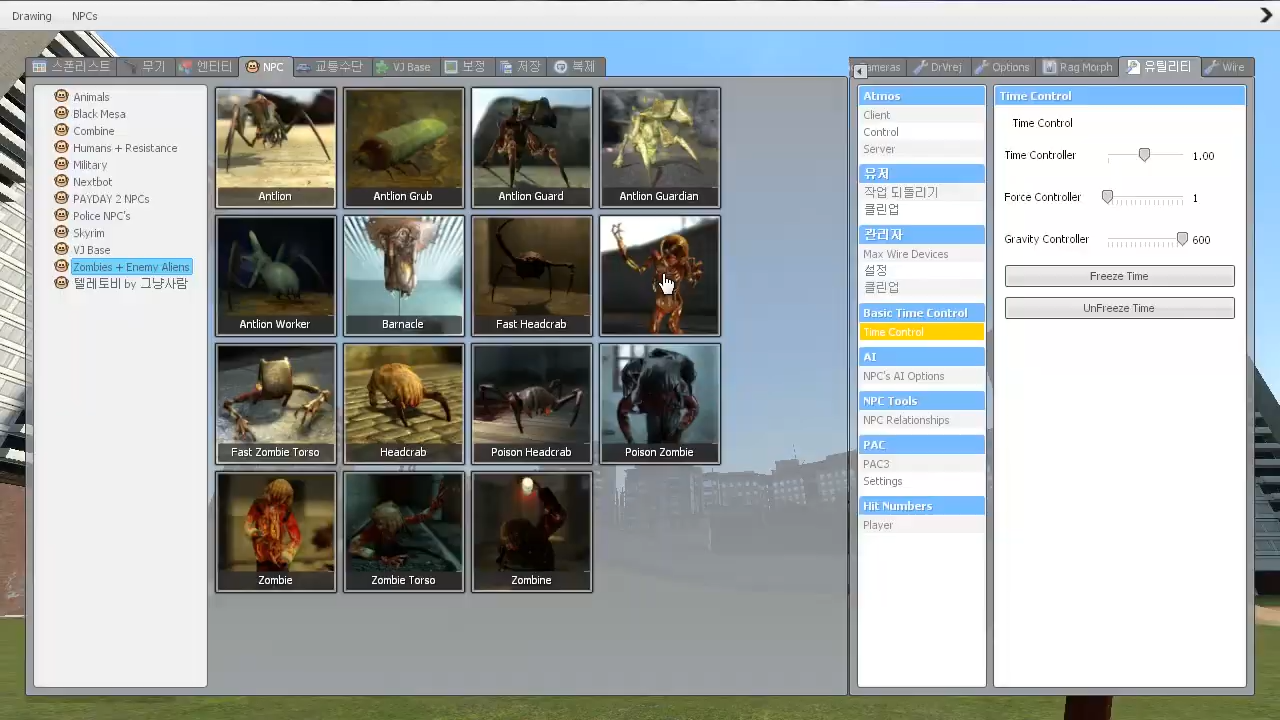 Drawing NPCs
스폰리스트 무기 엔티티 NPC 교통수단 VJ Base 보정 저장 복제
Animals
Black Mesa
Combine
Humans + Resistance
Military
Nextbot
PAYDAY 2 NPCs
Police NPC's
Skyrim
VJ Base
Zombies + Enemy Aliens
텔레토비 by 그냥사람
Antlion
Antlion Grub
Antlion Guard
Antlion Guardian
Antlion Worker
Barnacle
Fast Headcrab
Fast Zombie Torso
Headcrab
Poison Headcrab
Poison Zombie
Zombie
Zombie Torso
Zombine
DrVrej Options Rag Morph 유틸리티 Wire
Atmos
Client
Control
Server
유저
작업 되돌리기
클린업
관리자
Max Wire Devices
설정
클린업
Basic Time Control
Time Control
AI
NPC's AI Options
NPC Tools
NPC Relationships
PAC
PAC3
Settings
Hit Numbers
Player
Time Control
Time Control
Time Controller 1.00
Force Controller 1
Gravity Controller 600
Freeze Time
UnFreeze Time